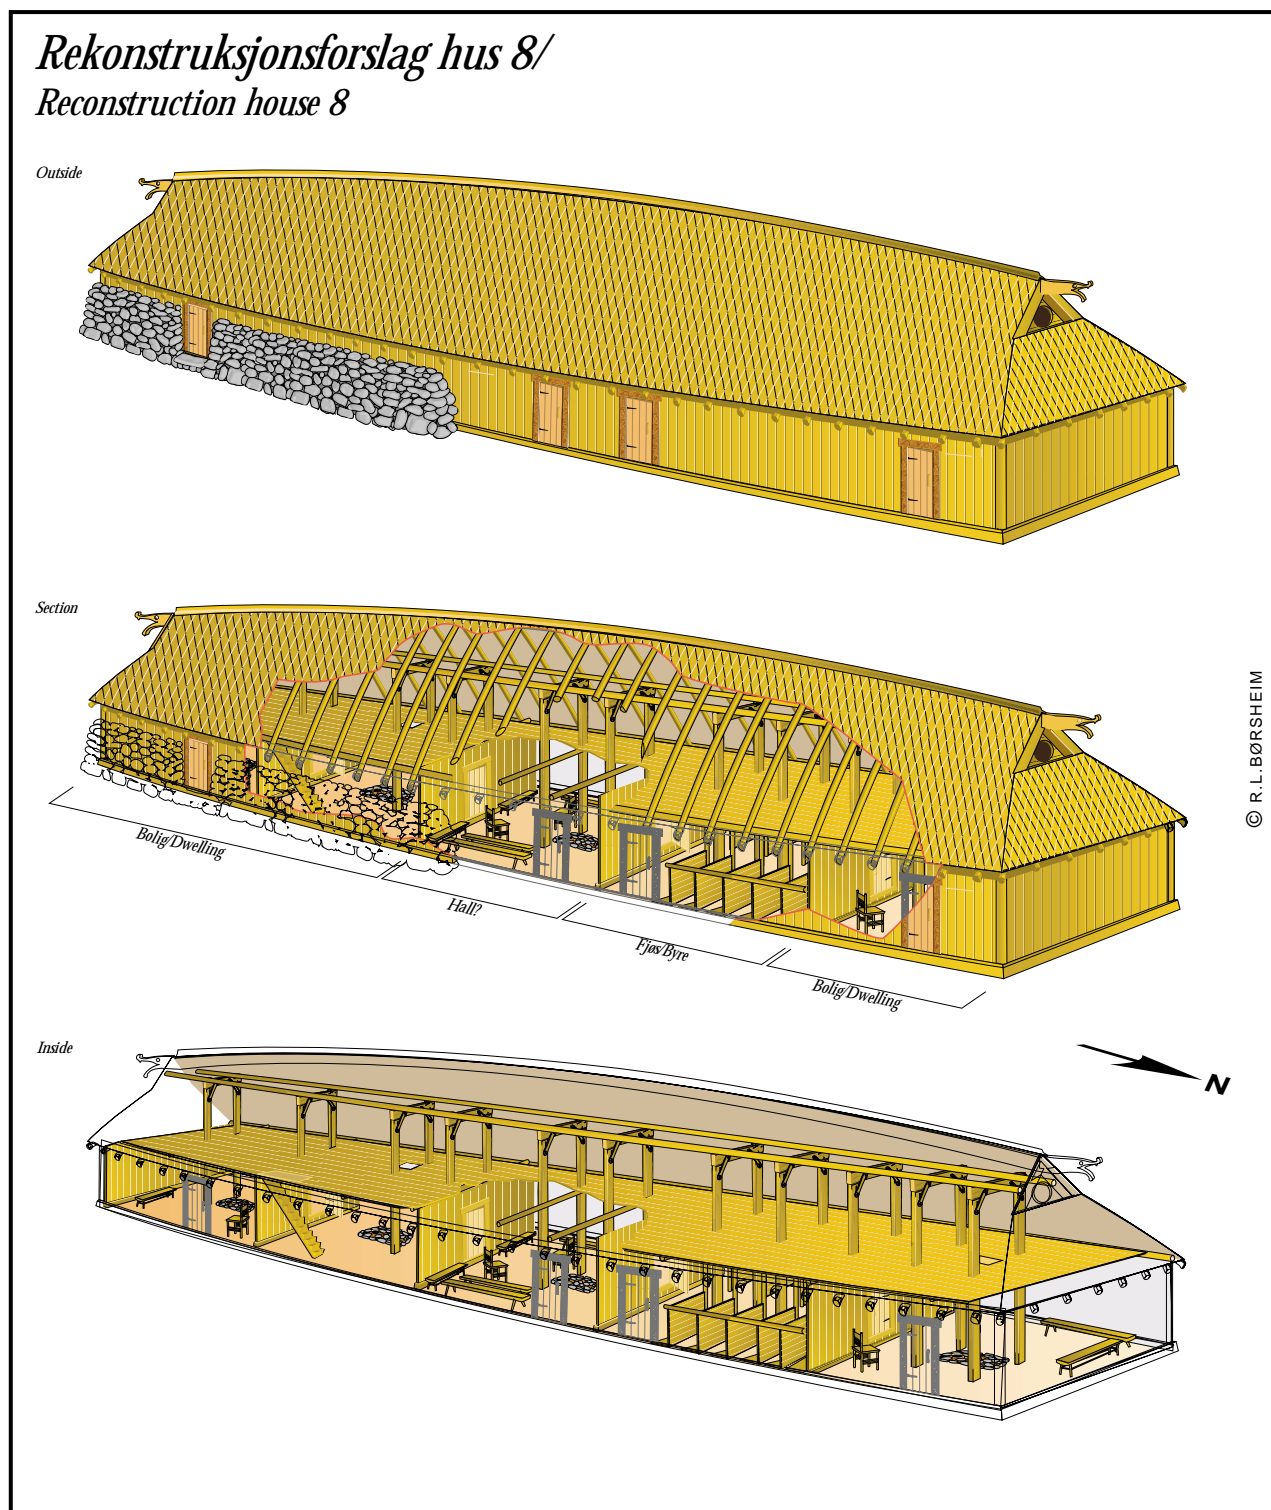 Rekonstruksjonsforslag hus 8/
Reconstruction house 8
Outside
Section
© R.L.BØRSHEIM
Bolig/Dwelling
Hall?
Fjøs/Byre
Bolig/Dwelling
Inside
N